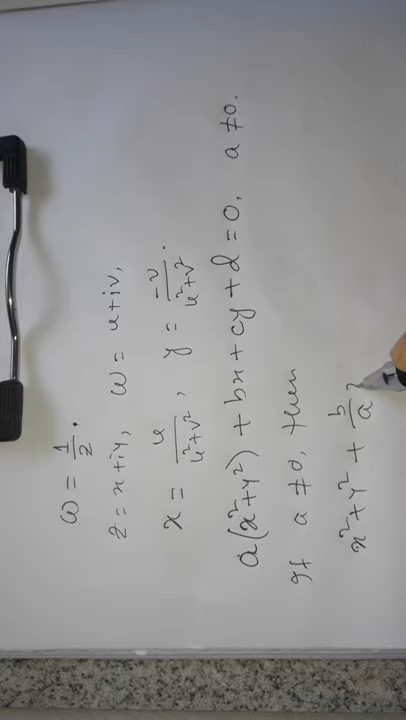 ω = 1/z.
z = x+iy, ω = u+iv,
x = u/(u²+v²), y = -v/(u²+v²).
a(x²+y²) + bx + cy + d = 0, a ≠ 0.
If a ≠ 0, then
x² + y² + b/a